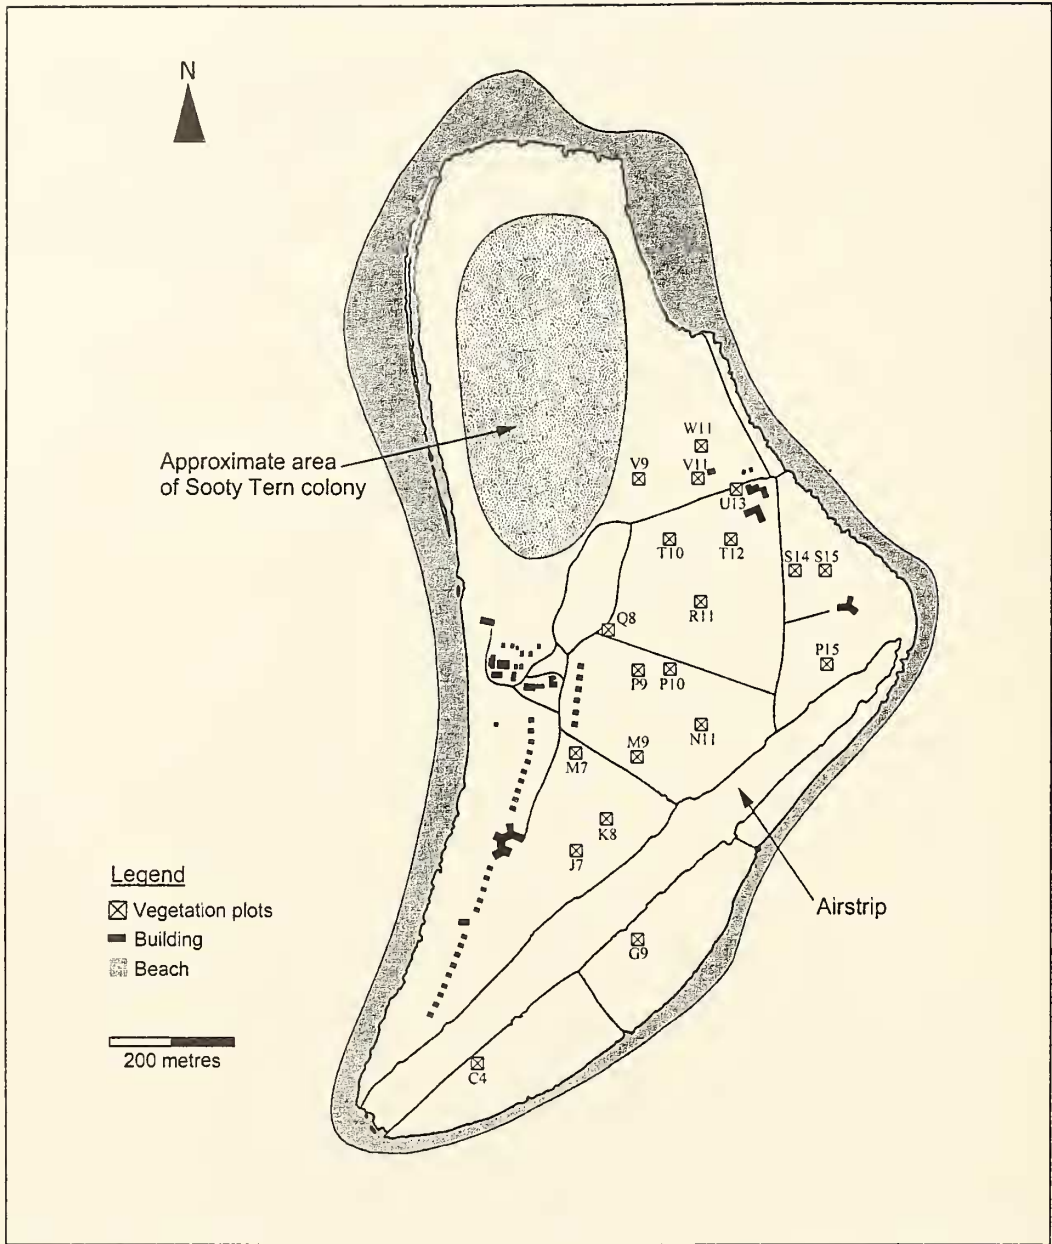 N
Approximate area
of Sooty Tern colony
W11
V9
V11
U13
T10
T12
S14 S15
R11
Q8
P15
P9
P10
N11
M9
M7
K8
J7
Airstrip
G9
C4
Legend
Vegetation plots
Building
Beach
200 metres